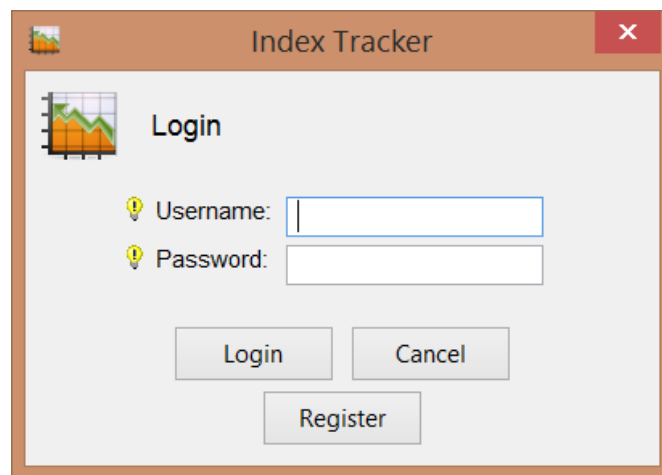 Index Tracker
Login
Username:
Password:
Login Cancel
Register